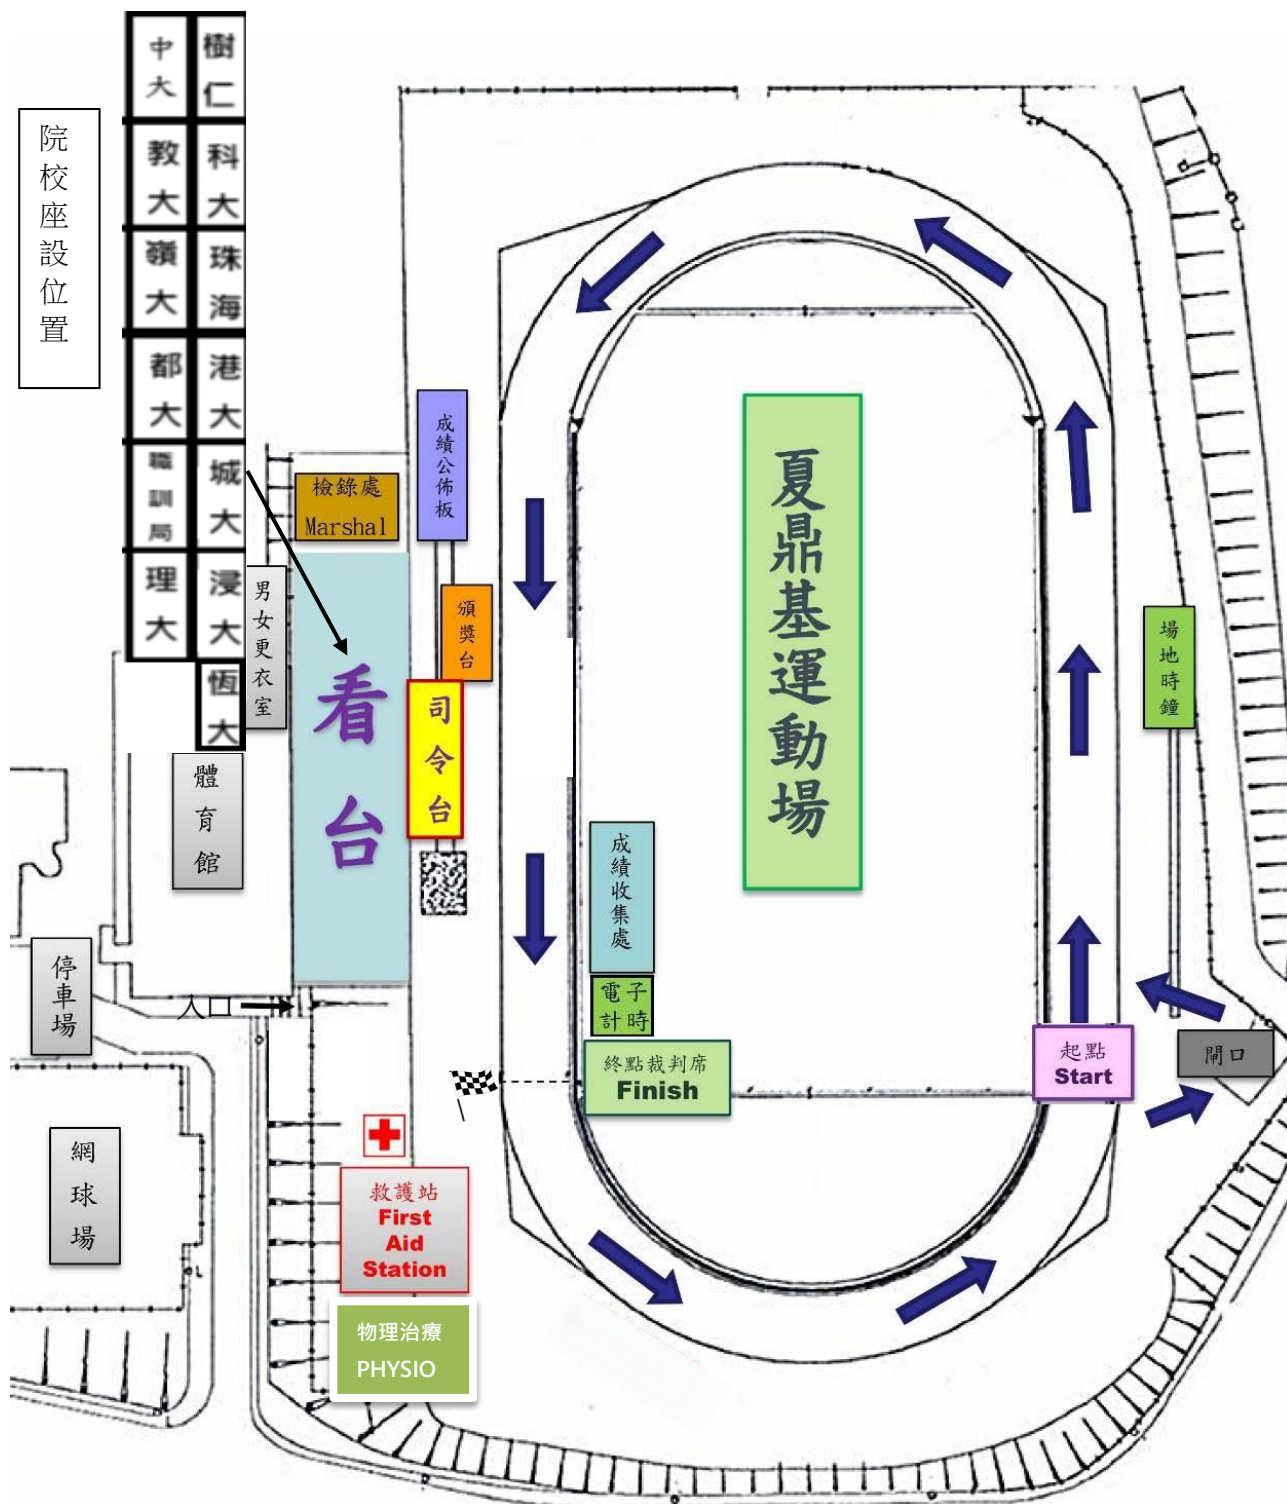 院校座設位置
中大
樹仁
教大
科大
嶺大
珠海
都大
港大
職訓局
城大
理大
浸大
恆大
檢錄處
Marshal
成績公佈板
男女更衣室
頒獎台
看台
司令台
夏鼎基運動場
場地時鐘
體育館
成績收集處
停車場
入口
電子
計時
終點裁判席
Finish
起點
Start
閘口
網球場
救護站
First
Aid
Station
物理治療
PHYSIO